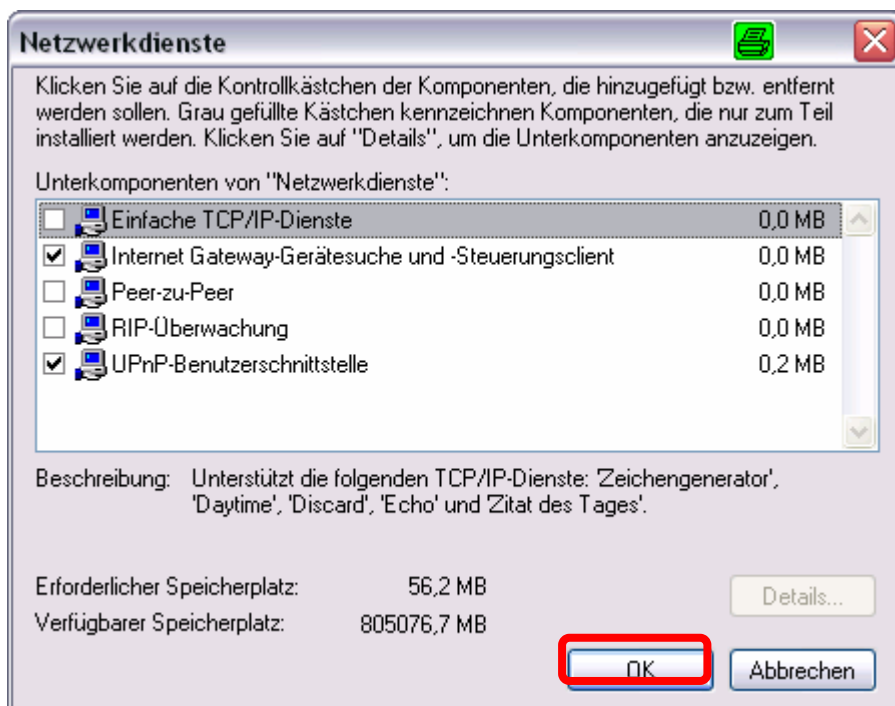 Netzwerkdienste
Klicken Sie auf die Kontrollkästchen der Komponenten, die hinzugefügt bzw. entfernt
werden sollen. Grau gefüllte Kästchen kennzeichnen Komponenten, die nur zum Teil
installiert werden. Klicken Sie auf "Details", um die Unterkomponenten anzuzeigen.
Unterkomponenten von "Netzwerkdienste":
Einfache TCP/IP-Dienste 0,0 MB
Internet Gateway-Gerätesuche und -Steuerungsclient 0,0 MB
Peer-zu-Peer 0,0 MB
RIP-Überwachung 0,0 MB
UPnP-Benutzerschnittstelle 0,2 MB
Beschreibung: Unterstützt die folgenden TCP/IP-Dienste: 'Zeichengenerator',
'Daytime', 'Discard', 'Echo' und 'Zitat des Tages'.
Erforderlicher Speicherplatz: 56,2 MB
Details...
Verfügbarer Speicherplatz: 805076,7 MB
OK Abbrechen